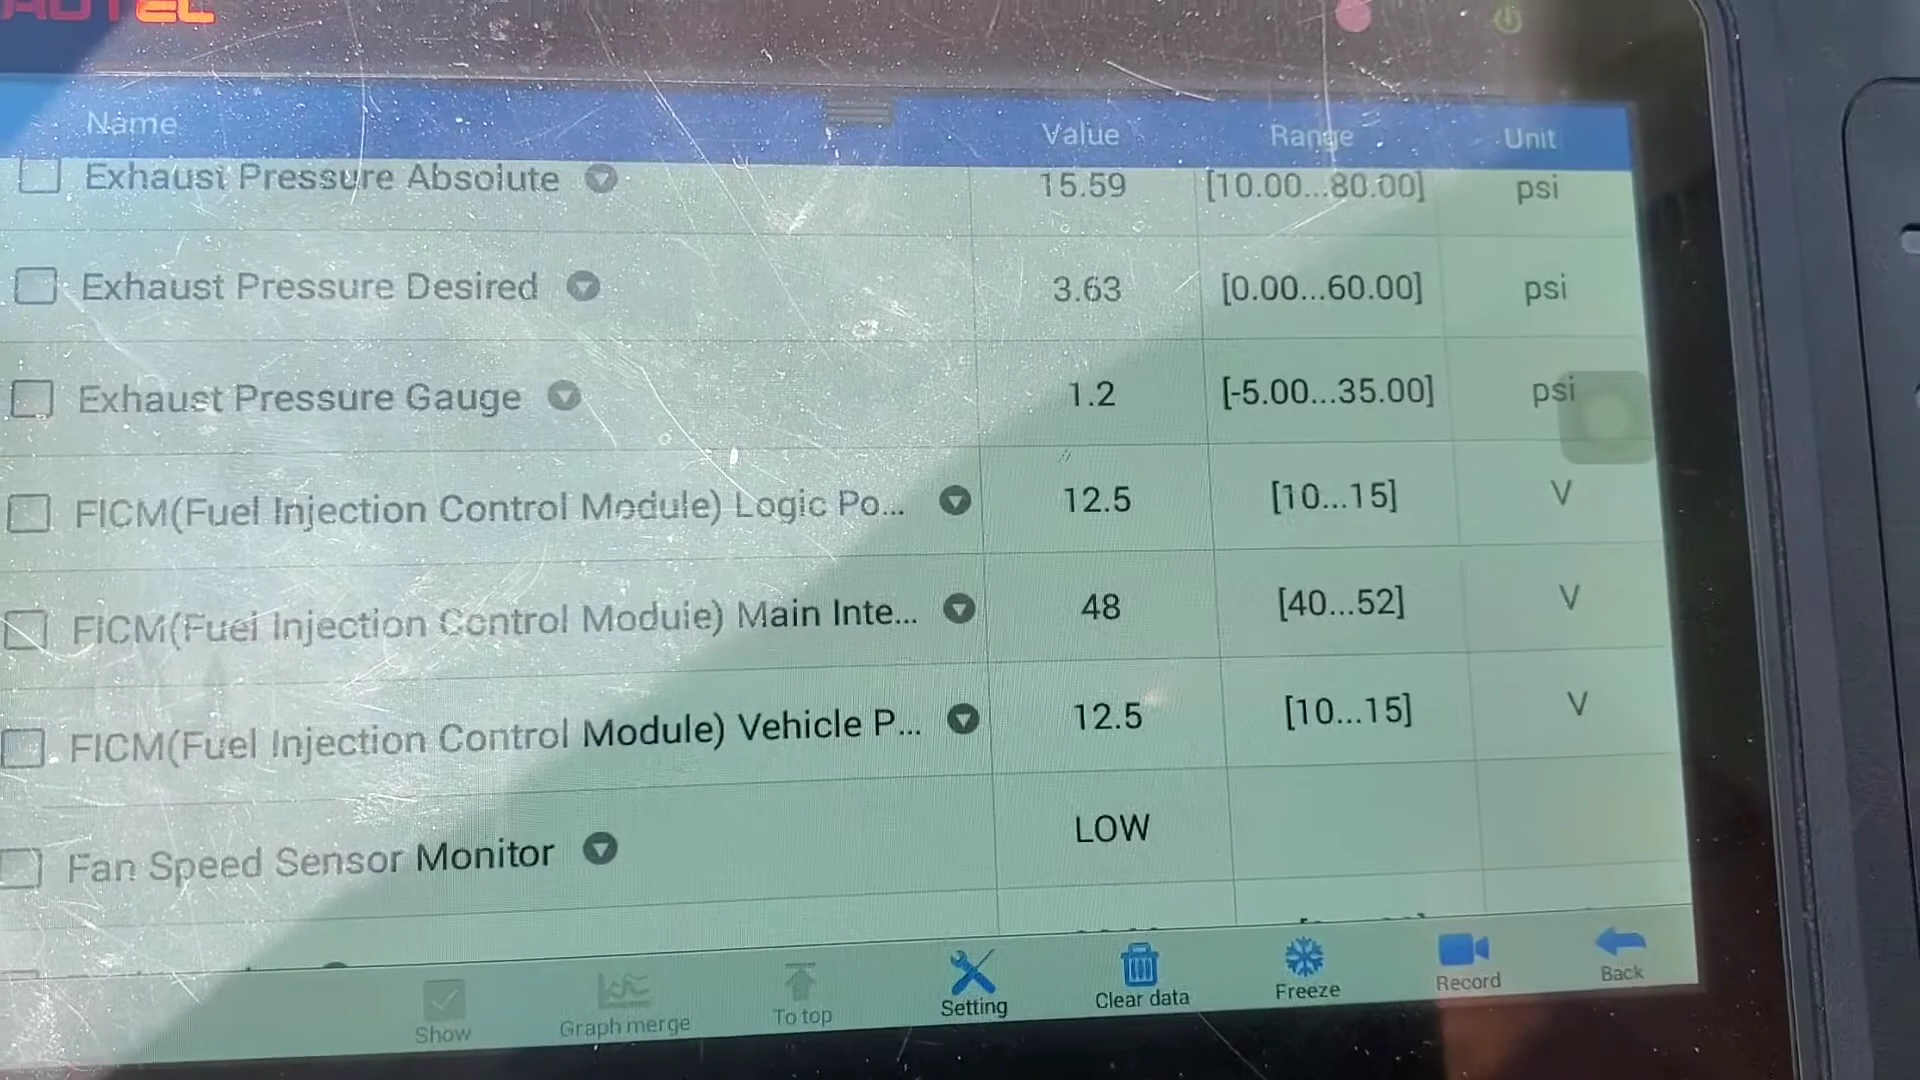 AUTEL
Name Value Range Unit
Exhaust Pressure Absolute 15.59 [10.00...80.00] psi
Exhaust Pressure Desired 3.63 [0.00...60.00] psi
Exhaust Pressure Gauge 1.2 [-5.00...35.00] psi
FICM(Fuel Injection Control Module) Logic Po... 12.5 [10...15] V
FICM(Fuel Injection Control Module) Main Inte... 48 [40...52] V
FICM(Fuel Injection Control Module) Vehicle P... 12.5 [10...15] V
Fan Speed Sensor Monitor LOW
Show Graph merge To top Setting Clear data Freeze Record Back